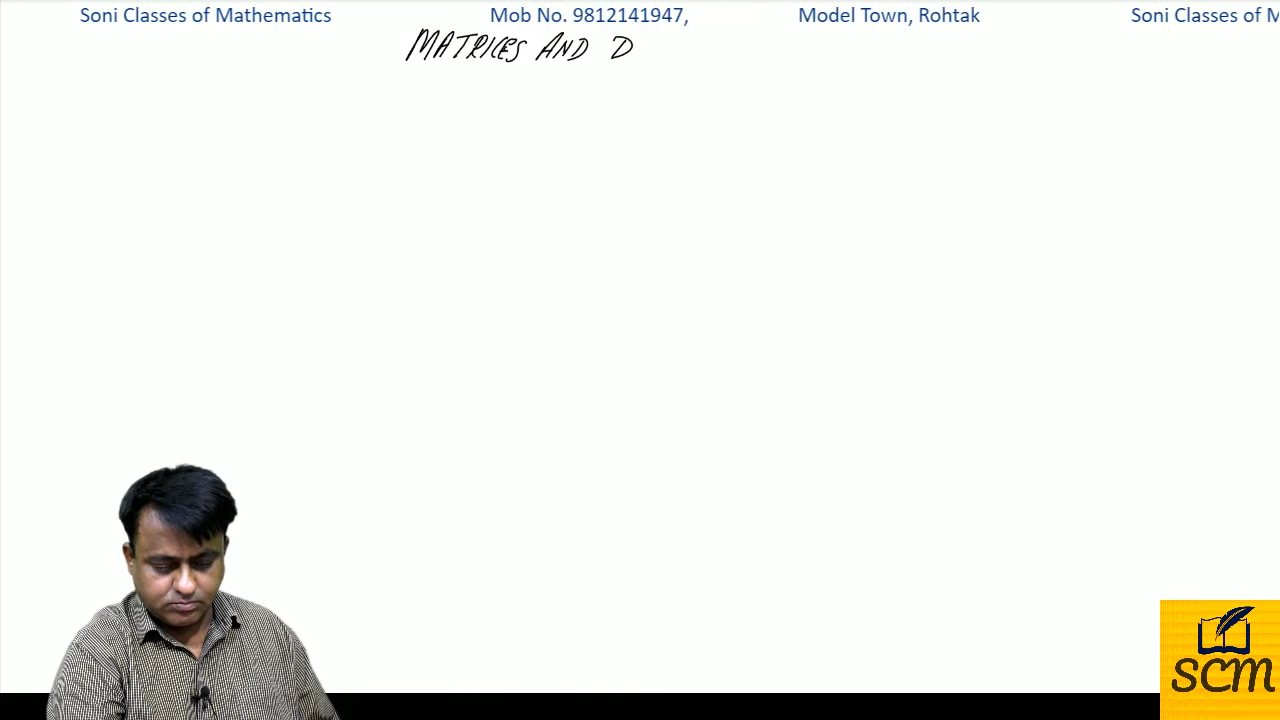 Soni Classes of Mathematics Mob No. 9812141947, Model Town, Rohtak Soni Classes of M
MATRICES AND D
SCM